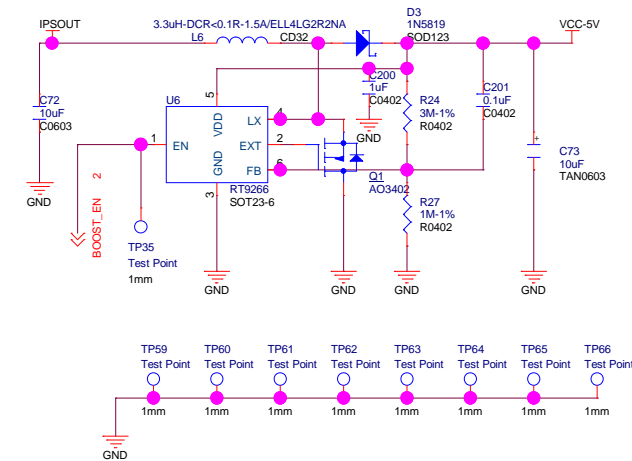 IPSOUT
3.3uH-DCR<0.1R-1.5A/ELL4LG2R2NA
L6
CD32
D3
1N5819
SOD123
VCC-5V
C72
10uF
C0603
GND
U6
5
VDD
LX
4
1
EN
EXT
2
GND
FB
6
3
RT9266
SOT23-6
C200
1uF
C0402
GND
R24
3M-1%
R0402
C201
0.1uF
C0402
Q1
AO3402
R27
1M-1%
R0402
+
C73
10uF
TAN0603
BOOST_EN 2
TP35
Test Point
1mm
GND
GND
GND
GND
TP59
Test Point
1mm
TP60
Test Point
1mm
TP61
Test Point
1mm
TP62
Test Point
1mm
TP63
Test Point
1mm
TP64
Test Point
1mm
TP65
Test Point
1mm
TP66
Test Point
1mm
GND